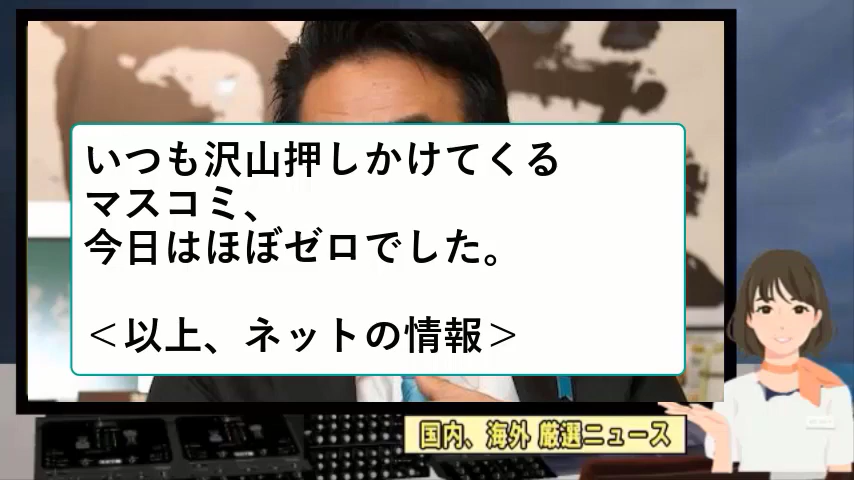 いつも沢山押しかけてくる
マスコミ、
今日はほぼゼロでした。
＜以上、ネットの情報＞
国内、海外 厳選ニュース